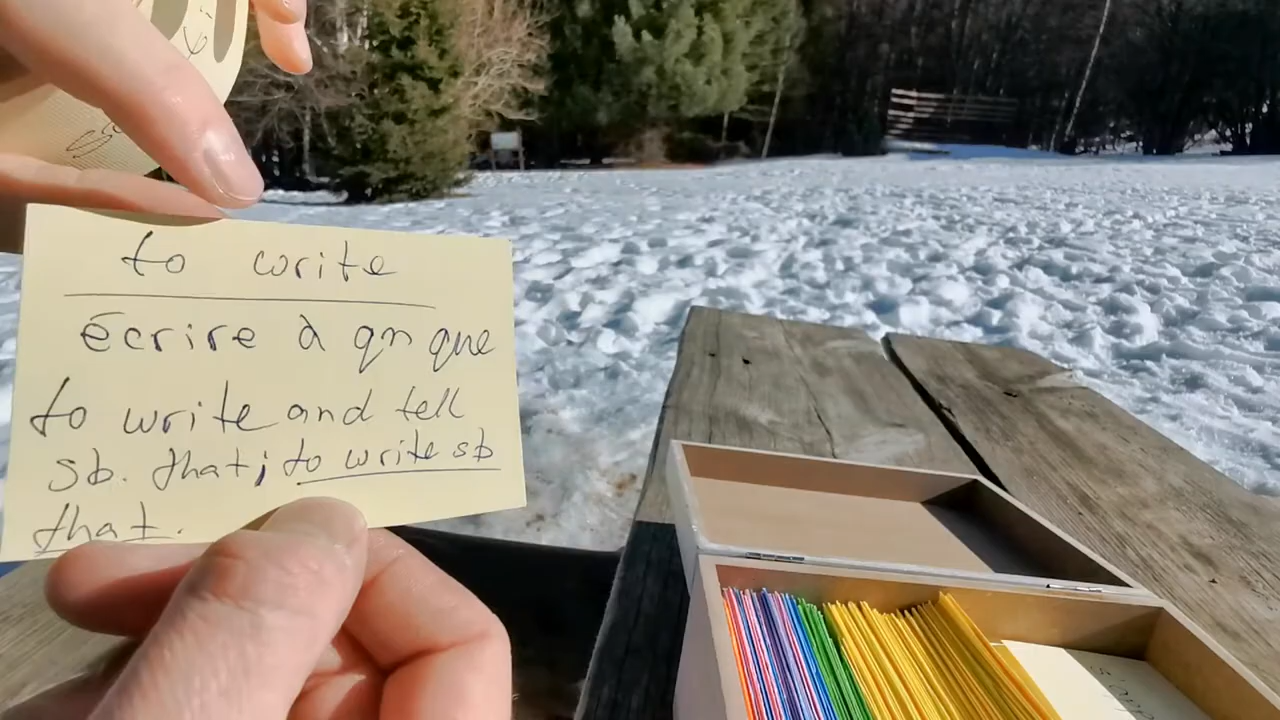 to write
écrire à qn que
to write and tell
sb. that; to write sb
that.